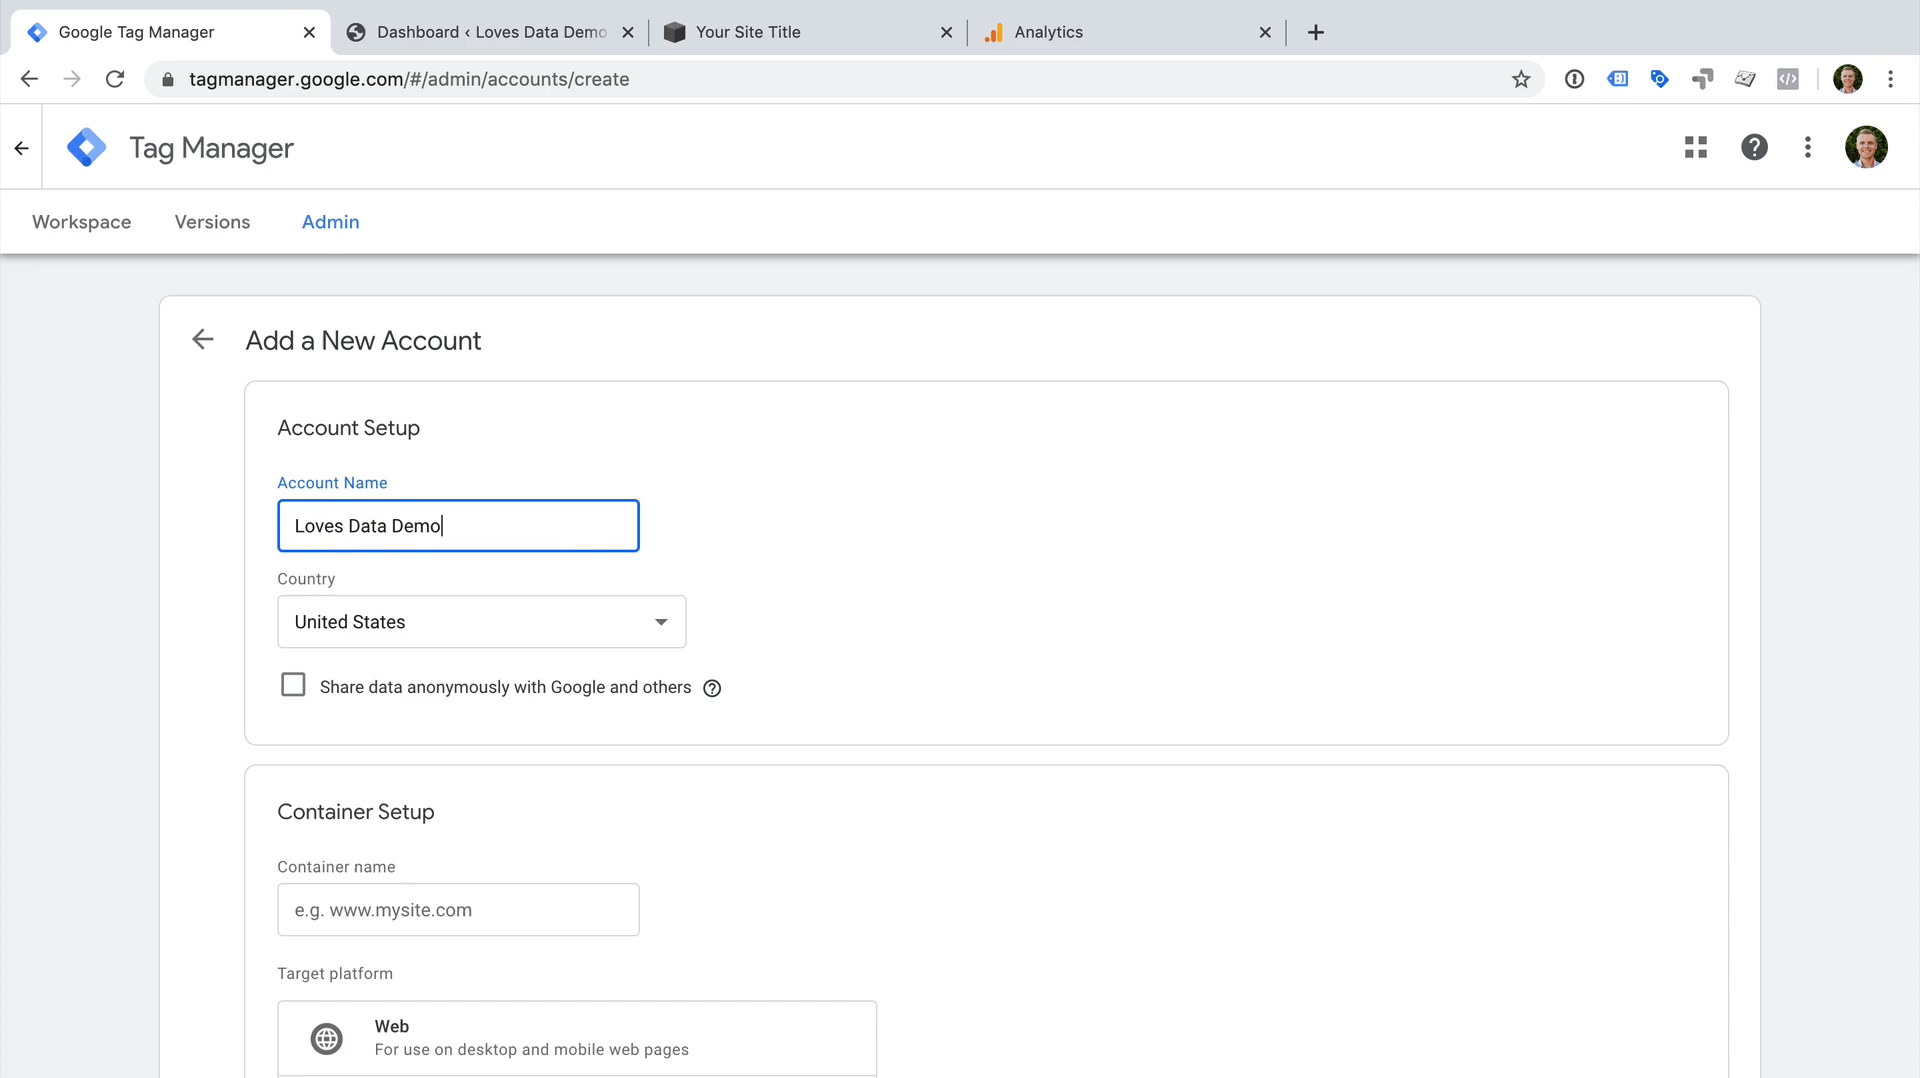 Google Tag Manager
Dashboard ‹ Loves Data Demo
Your Site Title
Analytics
tagmanager.google.com/#/admin/accounts/create
Tag Manager
Workspace
Versions
Admin
Add a New Account
Account Setup
Account Name
Loves Data Demo
Country
United States
Share data anonymously with Google and others
Container Setup
Container name
e.g. www.mysite.com
Target platform
Web
For use on desktop and mobile web pages